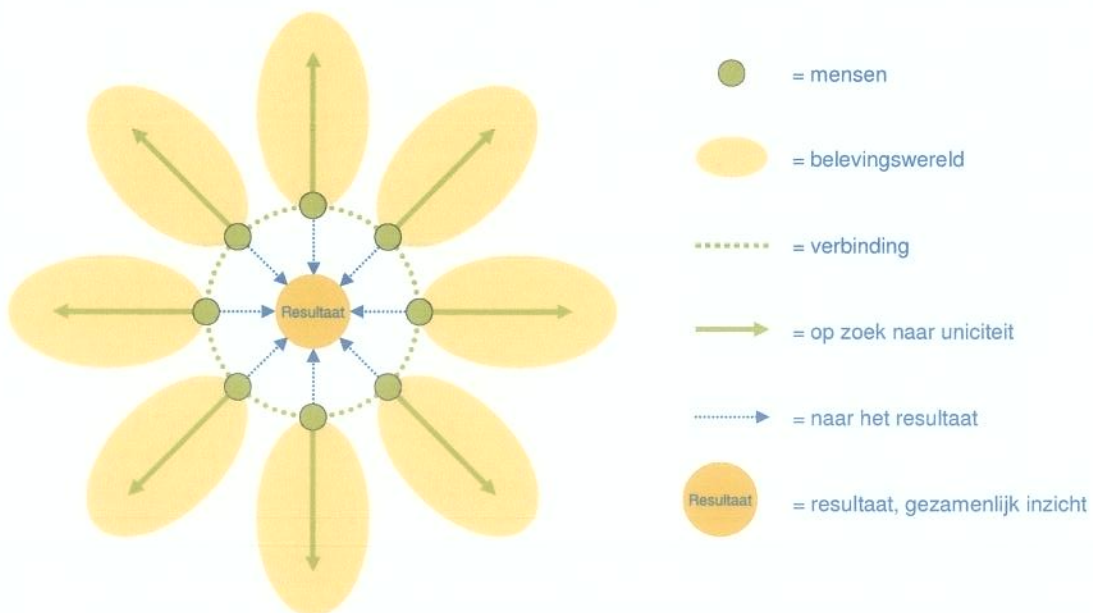 = mensen
= belevingswereld
= verbinding
= op zoek naar uniciteit
Resultaat
= naar het resultaat
Resultaat
= resultaat, gezamenlijk inzicht